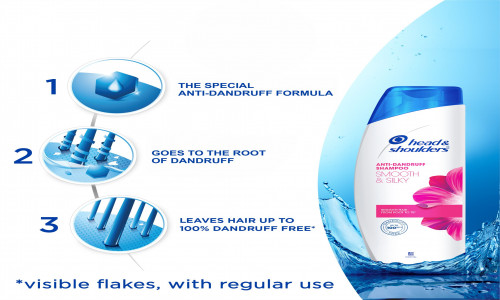 1
THE SPECIAL
ANTI-DANDRUFF FORMULA
2
GOES TO THE ROOT
OF DANDRUFF
3
LEAVES HAIR UP TO
100% DANDRUFF FREE*
*visible flakes, with regular use
head &
shoulders
ANTI-DANDRUFF
SHAMPOO
SMOOTH
& SILKY